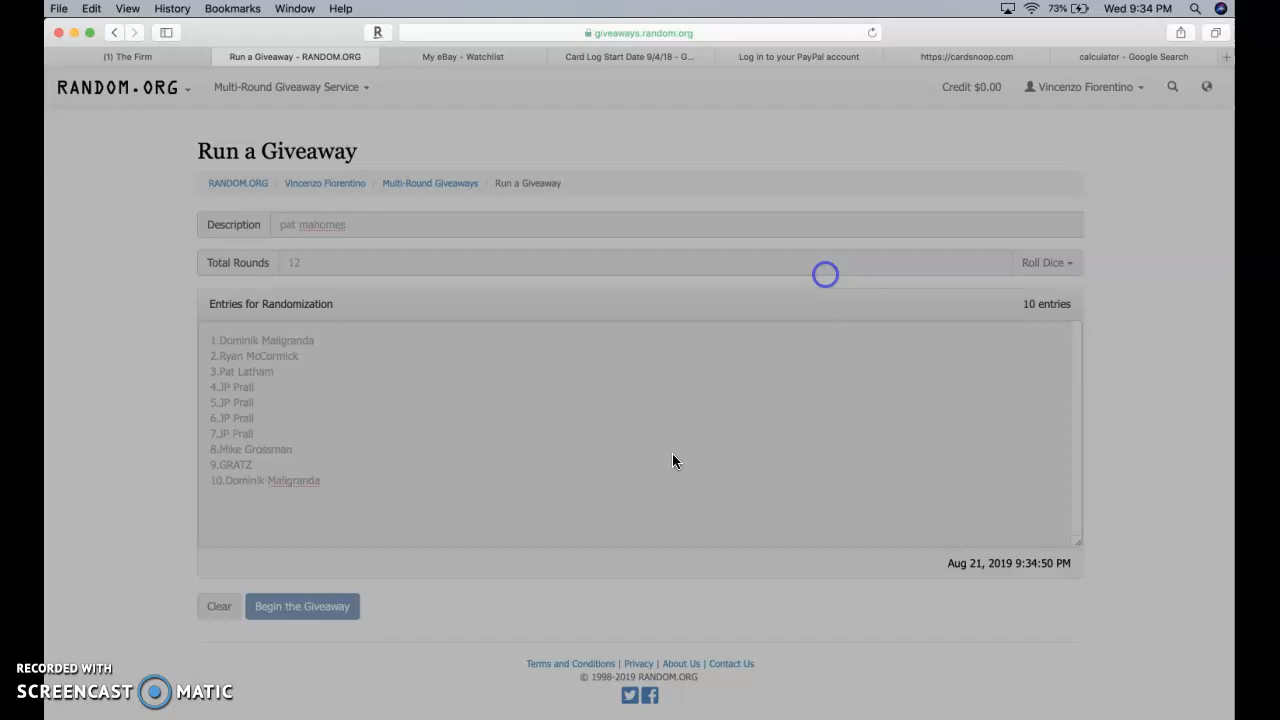 File Edit View History Bookmarks Window Help 73% Wed 9:34 PM
R giveaways.random.org
(1) The Firm Run a Giveaway - RANDOM.ORG My eBay - Watchlist Card Log Start Date 9/4/18 - G... Log in to your PayPal account https://cardsnoop.com calculator - Google Search
RANDOM.ORG Multi-Round Giveaway Service Credit $0.00 Vincenzo Fiorentino
Run a Giveaway
RANDOM.ORG / Vincenzo Fiorentino / Multi-Round Giveaways / Run a Giveaway
Description pat mahomes
Total Rounds 12 Roll Dice
Entries for Randomization 10 entries
1.Dominik Maligranda
2.Ryan McCormick
3.Pat Latham
4.JP Prall
5.JP Prall
6.JP Prall
7.JP Prall
8.Mike Grossman
9.GRATZ
10.Dominik Maligranda
Aug 21, 2019 9:34:50 PM
Clear Begin the Giveaway
Terms and Conditions | Privacy | About Us | Contact Us
© 1998-2019 RANDOM.ORG
RECORDED WITH
SCREENCAST MATIC